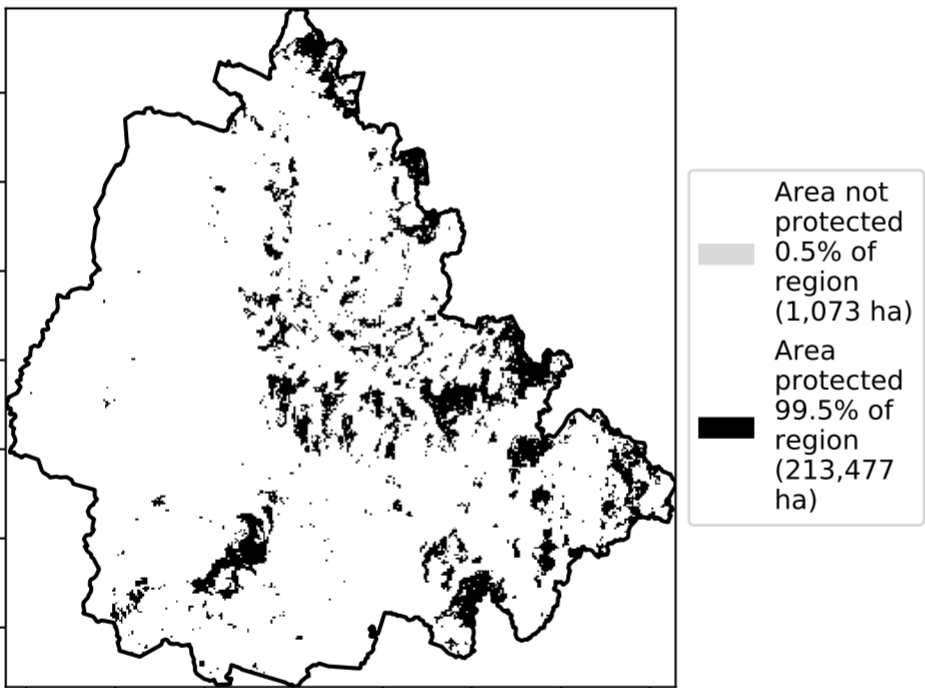 Area not
protected
0.5% of
region
(1,073 ha)
Area
protected
99.5% of
region
(213,477
ha)